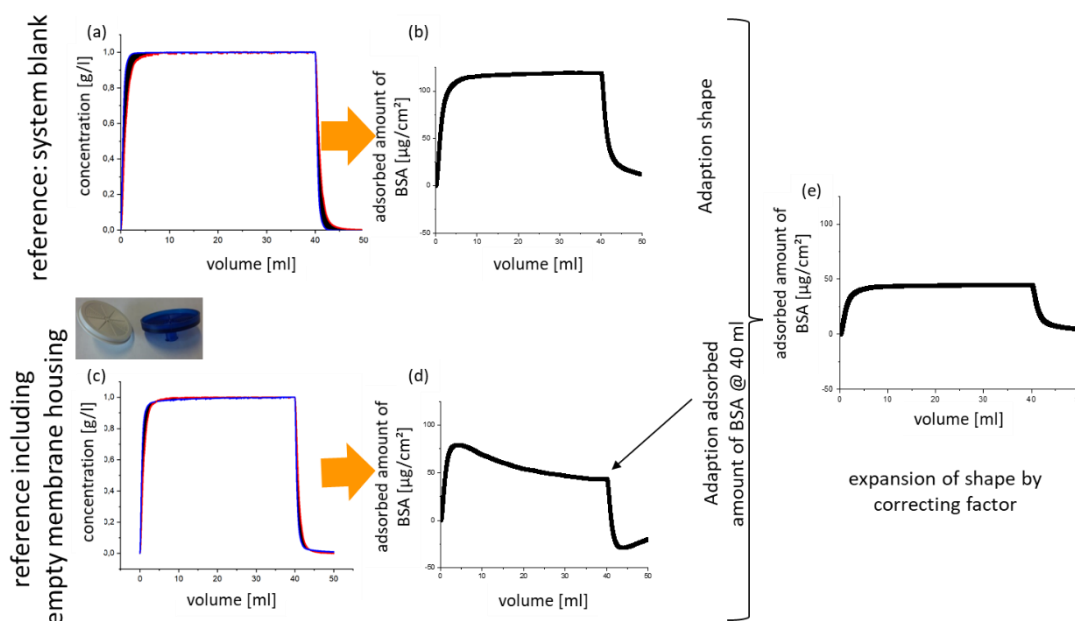 reference: system blank
(a)
concentration [g/l]
1,0
0,8
0,6
0,4
0,2
0,0
0
10
20
30
40
50
volume [ml]
(b)
adsorbed amount of
BSA [µg/cm²]
100
50
0
-50
0
10
20
30
40
50
volume [ml]
Adaption shape
reference including
empty membrane housing
(c)
concentration [g/l]
1,0
0,8
0,6
0,4
0,2
0,0
0
10
20
30
40
50
volume [ml]
(d)
adsorbed amount of
BSA [µg/cm²]
100
50
0
-50
0
10
20
30
40
50
volume [ml]
Adaption adsorbed
amount of BSA @ 40 ml
(e)
adsorbed amount of
BSA [µg/cm²]
100
50
0
-50
0
20
40
volume [ml]
expansion of shape by
correcting factor